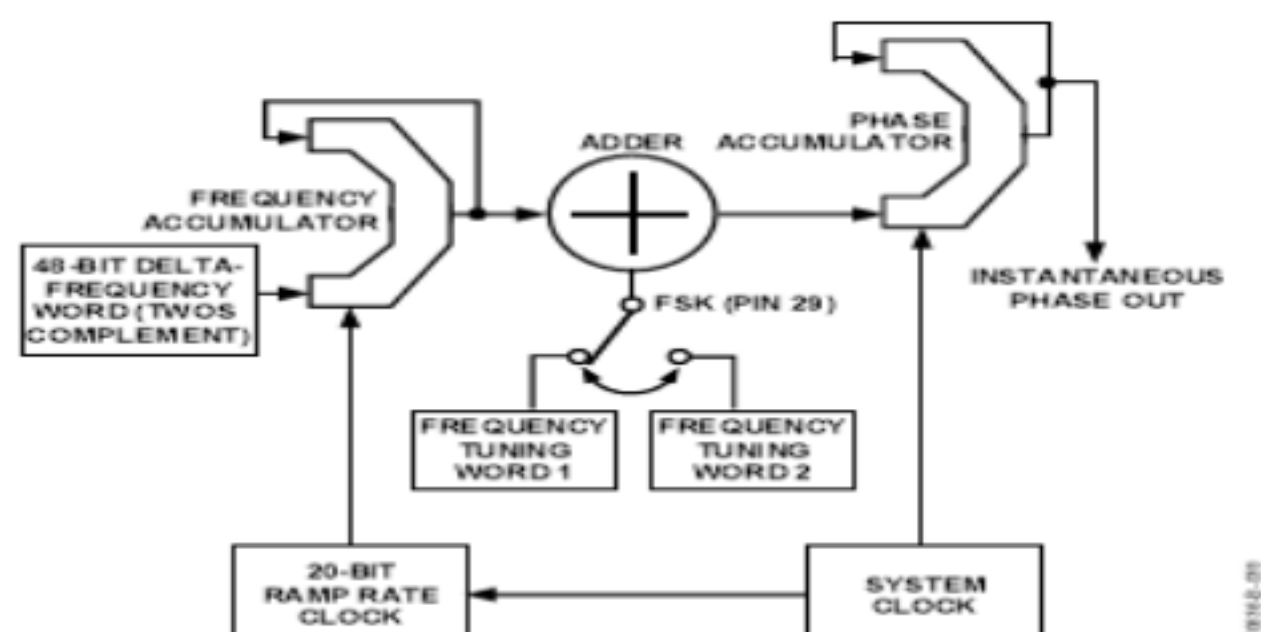 ADDER
PHASE
ACCUMULATOR
FREQUENCY
ACCUMULATOR
48-BIT DELTA-
FREQUENCY
WORD (TWOS
COMPLEMENT)
INSTANTANEOUS
PHASE OUT
FSK (PIN 29)
FREQUENCY
TUNING
WORD 1
FREQUENCY
TUNING
WORD 2
20-BIT
RAMP RATE
CLOCK
SYSTEM
CLOCK